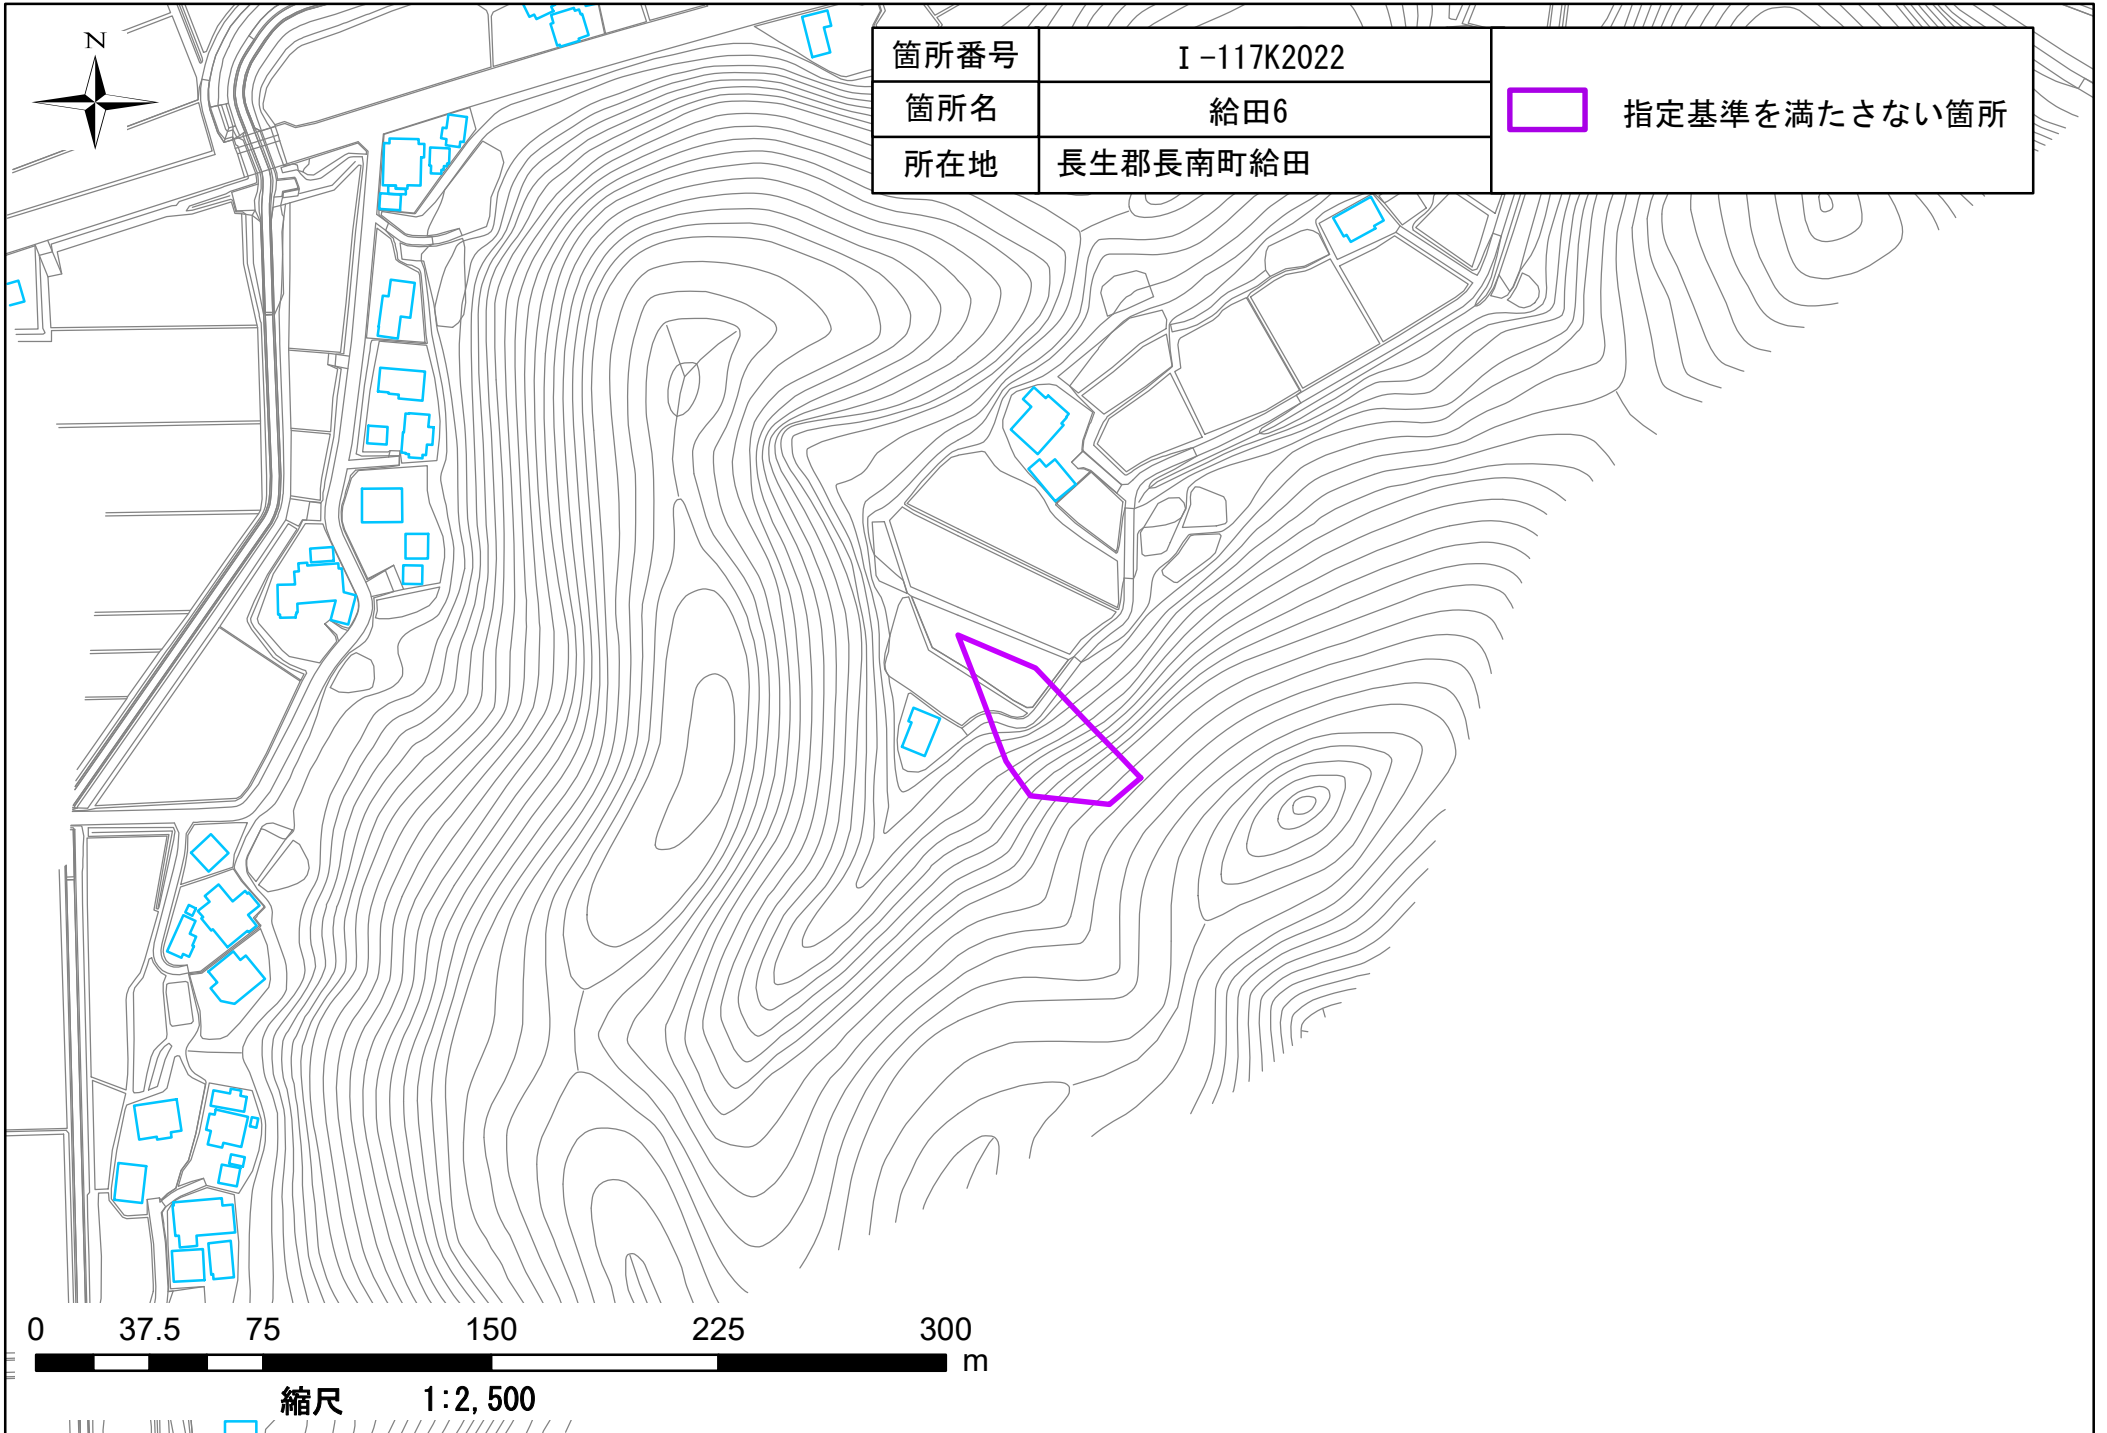 N
箇所番号 Ⅰ-117K2022
箇所名 給田6
所在地 長生郡長南町給田
指定基準を満たさない箇所
0 37.5 75 150 225 300
m
縮尺 1:2,500